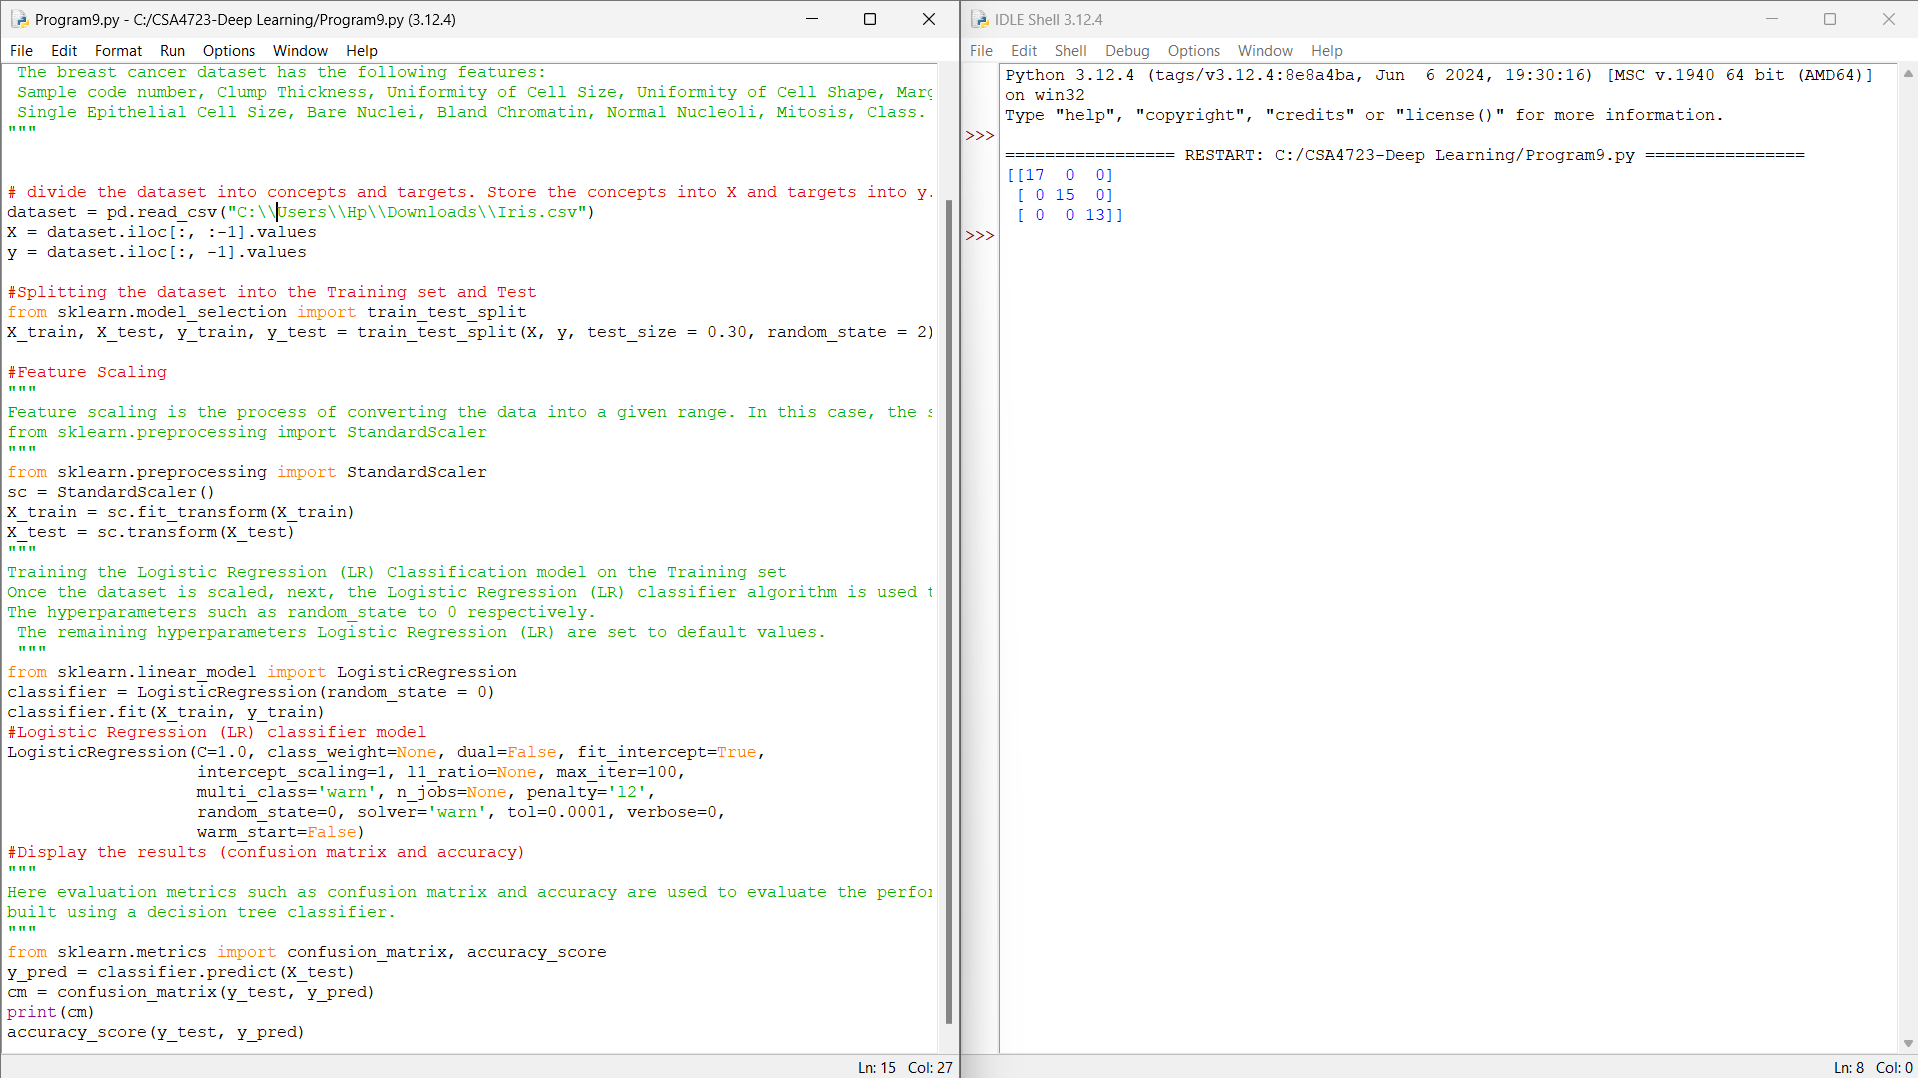 Program9.py - C:/CSA4723-Deep Learning/Program9.py (3.12.4)
File Edit Format Run Options Window Help
The breast cancer dataset has the following features:
Sample code number, Clump Thickness, Uniformity of Cell Size, Uniformity of Cell Shape, Marg
Single Epithelial Cell Size, Bare Nuclei, Bland Chromatin, Normal Nucleoli, Mitosis, Class.
"""
# divide the dataset into concepts and targets. Store the concepts into X and targets into y.
dataset = pd.read_csv("C:\\Users\\Hp\\Downloads\\Iris.csv")
X = dataset.iloc[:, :-1].values
y = dataset.iloc[:, -1].values
#Splitting the dataset into the Training set and Test
from sklearn.model_selection import train_test_split
X_train, X_test, y_train, y_test = train_test_split(X, y, test_size = 0.30, random_state = 2)
#Feature Scaling
"""
Feature scaling is the process of converting the data into a given range. In this case, the s
from sklearn.preprocessing import StandardScaler
"""
from sklearn.preprocessing import StandardScaler
sc = StandardScaler()
X_train = sc.fit_transform(X_train)
X_test = sc.transform(X_test)
"""
Training the Logistic Regression (LR) Classification model on the Training set
Once the dataset is scaled, next, the Logistic Regression (LR) classifier algorithm is used t
The hyperparameters such as random_state to 0 respectively.
The remaining hyperparameters Logistic Regression (LR) are set to default values.
"""
from sklearn.linear_model import LogisticRegression
classifier = LogisticRegression(random_state = 0)
classifier.fit(X_train, y_train)
#Logistic Regression (LR) classifier model
LogisticRegression(C=1.0, class_weight=None, dual=False, fit_intercept=True,
intercept_scaling=1, l1_ratio=None, max_iter=100,
multi_class='warn', n_jobs=None, penalty='l2',
random_state=0, solver='warn', tol=0.0001, verbose=0,
warm_start=False)
#Display the results (confusion matrix and accuracy)
"""
Here evaluation metrics such as confusion matrix and accuracy are used to evaluate the perfor
built using a decision tree classifier.
"""
from sklearn.metrics import confusion_matrix, accuracy_score
y_pred = classifier.predict(X_test)
cm = confusion_matrix(y_test, y_pred)
print(cm)
accuracy_score(y_test, y_pred)
Ln: 15 Col: 27
IDLE Shell 3.12.4
File Edit Shell Debug Options Window Help
Python 3.12.4 (tags/v3.12.4:8e8a4ba, Jun  6 2024, 19:30:16) [MSC v.1940 64 bit (AMD64)]
on win32
Type "help", "copyright", "credits" or "license()" for more information.
>>>
================= RESTART: C:/CSA4723-Deep Learning/Program9.py ================
[[17  0  0]
[ 0 15  0]
[ 0  0 13]]
>>>
Ln: 8 Col: 0